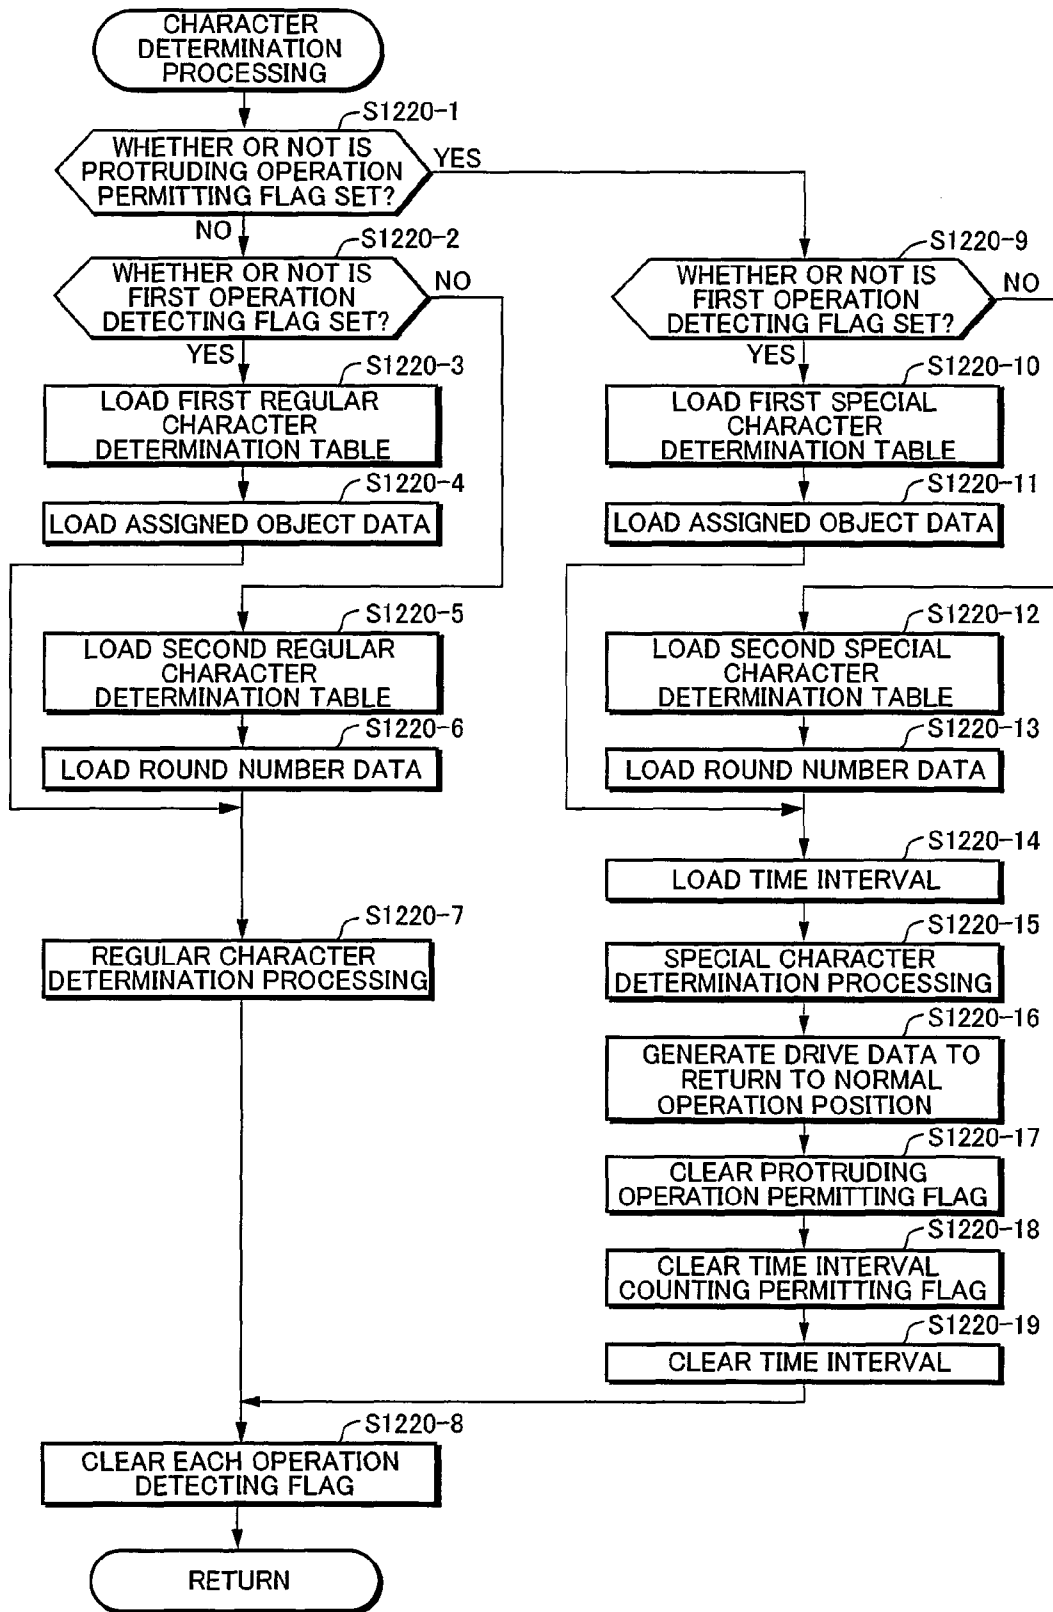 CHARACTER
DETERMINATION
PROCESSING
S1220-1
WHETHER OR NOT IS
PROTRUDING OPERATION
PERMITTING FLAG SET?
YES
NO
S1220-2
WHETHER OR NOT IS
FIRST OPERATION
DETECTING FLAG SET?
NO
YES
S1220-3
LOAD FIRST REGULAR
CHARACTER
DETERMINATION TABLE
S1220-4
LOAD ASSIGNED OBJECT DATA
S1220-5
LOAD SECOND REGULAR
CHARACTER
DETERMINATION TABLE
S1220-6
LOAD ROUND NUMBER DATA
S1220-7
REGULAR CHARACTER
DETERMINATION PROCESSING
S1220-9
WHETHER OR NOT IS
FIRST OPERATION
DETECTING FLAG SET?
NO
YES
S1220-10
LOAD FIRST SPECIAL
CHARACTER
DETERMINATION TABLE
S1220-11
LOAD ASSIGNED OBJECT DATA
S1220-12
LOAD SECOND SPECIAL
CHARACTER
DETERMINATION TABLE
S1220-13
LOAD ROUND NUMBER DATA
S1220-14
LOAD TIME INTERVAL
S1220-15
SPECIAL CHARACTER
DETERMINATION PROCESSING
S1220-16
GENERATE DRIVE DATA TO
RETURN TO NORMAL
OPERATION POSITION
S1220-17
CLEAR PROTRUDING
OPERATION PERMITTING FLAG
S1220-18
CLEAR TIME INTERVAL
COUNTING PERMITTING FLAG
S1220-19
CLEAR TIME INTERVAL
S1220-8
CLEAR EACH OPERATION
DETECTING FLAG
RETURN